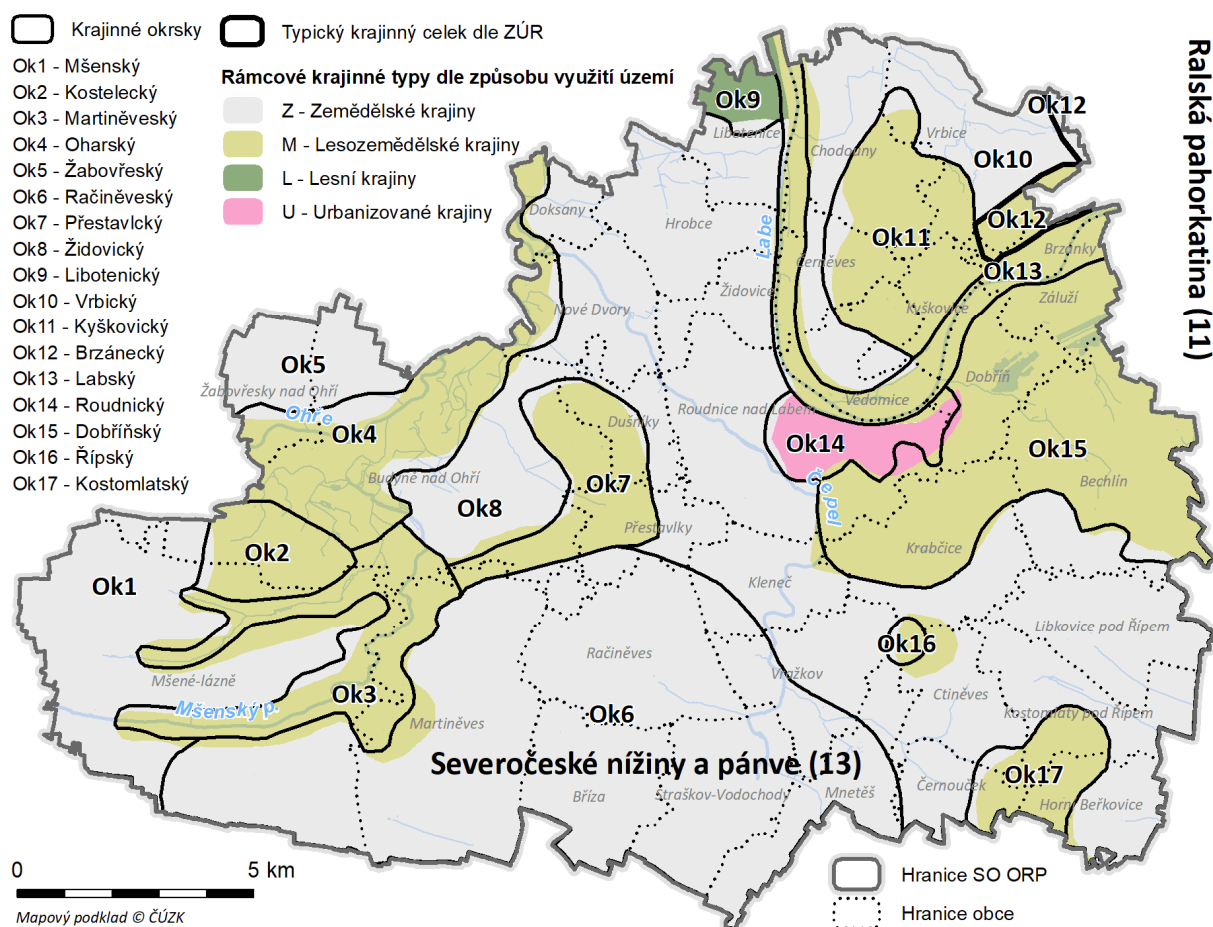 Krajinné okrsky
Typický krajinný celek dle ZÚR
Ok1 - Mšenský
Ok2 - Kostelecký
Ok3 - Martiněveský
Ok4 - Oharský
Ok5 - Žabovřeský
Ok6 - Račiněveský
Ok7 - Přestavlcký
Ok8 - Židovický
Ok9 - Libotenický
Ok10 - Vrbický
Ok11 - Kyškovický
Ok12 - Brzánecký
Ok13 - Labský
Ok14 - Roudnický
Ok15 - Dobříňský
Ok16 - Řípský
Ok17 - Kostomlatský
Rámcové krajinné typy dle způsobu využití území
Z - Zemědělské krajiny
M - Lesozemědělské krajiny
L - Lesní krajiny
U - Urbanizované krajiny
Ralská pahorkatina (11)
Ok9
Libotenice
Ok12
Vrbice
Chodouny
Ok10
Doksany
Hrobce
Labe
Ok11
Ok12
Brzánky
Černěves
Ok13
Židovice
Záluží
Nové Dvory
Kyškovice
Ok5
Žabovřesky nad Ohří
Dobříň
Vědomice
Ohře
Roudnice nad Labem
Dušníky
Ok4
Ok14
Ok15
Budyně nad Ohří
Ok7
Bechlín
Čepel
Ok8
Přestavlky
Krabčice
Ok2
Ok1
Kleneč
Libkovice pod Řípem
Ok16
Račiněves
Vražkov
Mšené-lázně
Ok3
Ctiněves
Mšenský p.
Ok6
Kostomlaty pod Řípem
Martiněves
Severočeské nížiny a pánve (13)
Ok17
Černouček
Bříza
Straškov-Vodochody
Mnetěš
Horní Beřkovice
0
5 km
Mapový podklad © ČÚZK
Hranice SO ORP
Hranice obce